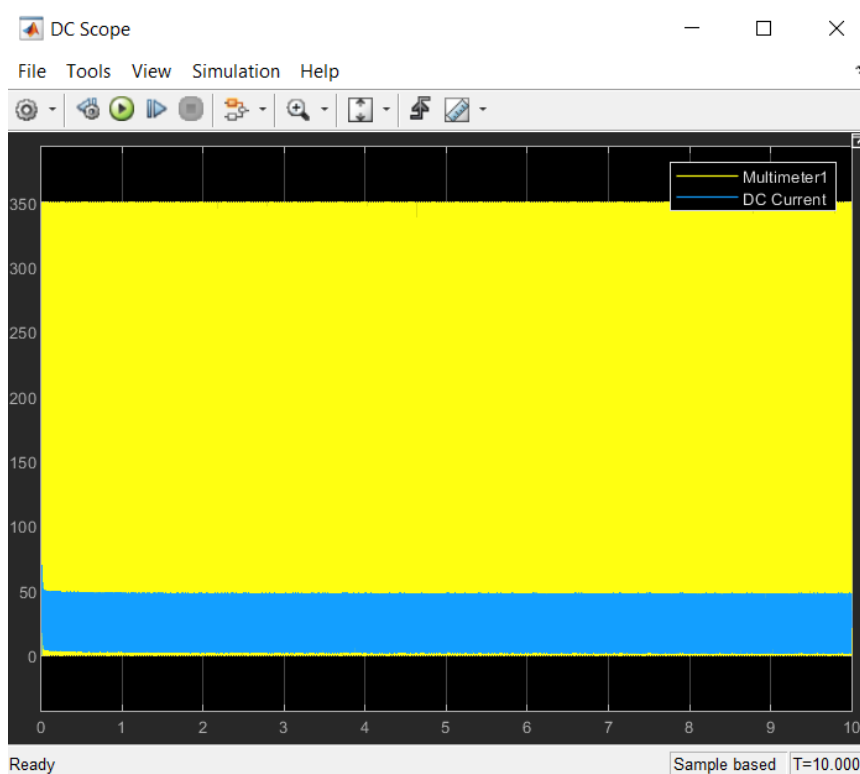 DC Scope
File Tools View Simulation Help
Multimeter1
DC Current
350
300
250
200
150
100
50
0
0 1 2 3 4 5 6 7 8 9 10
Ready Sample based T=10.000